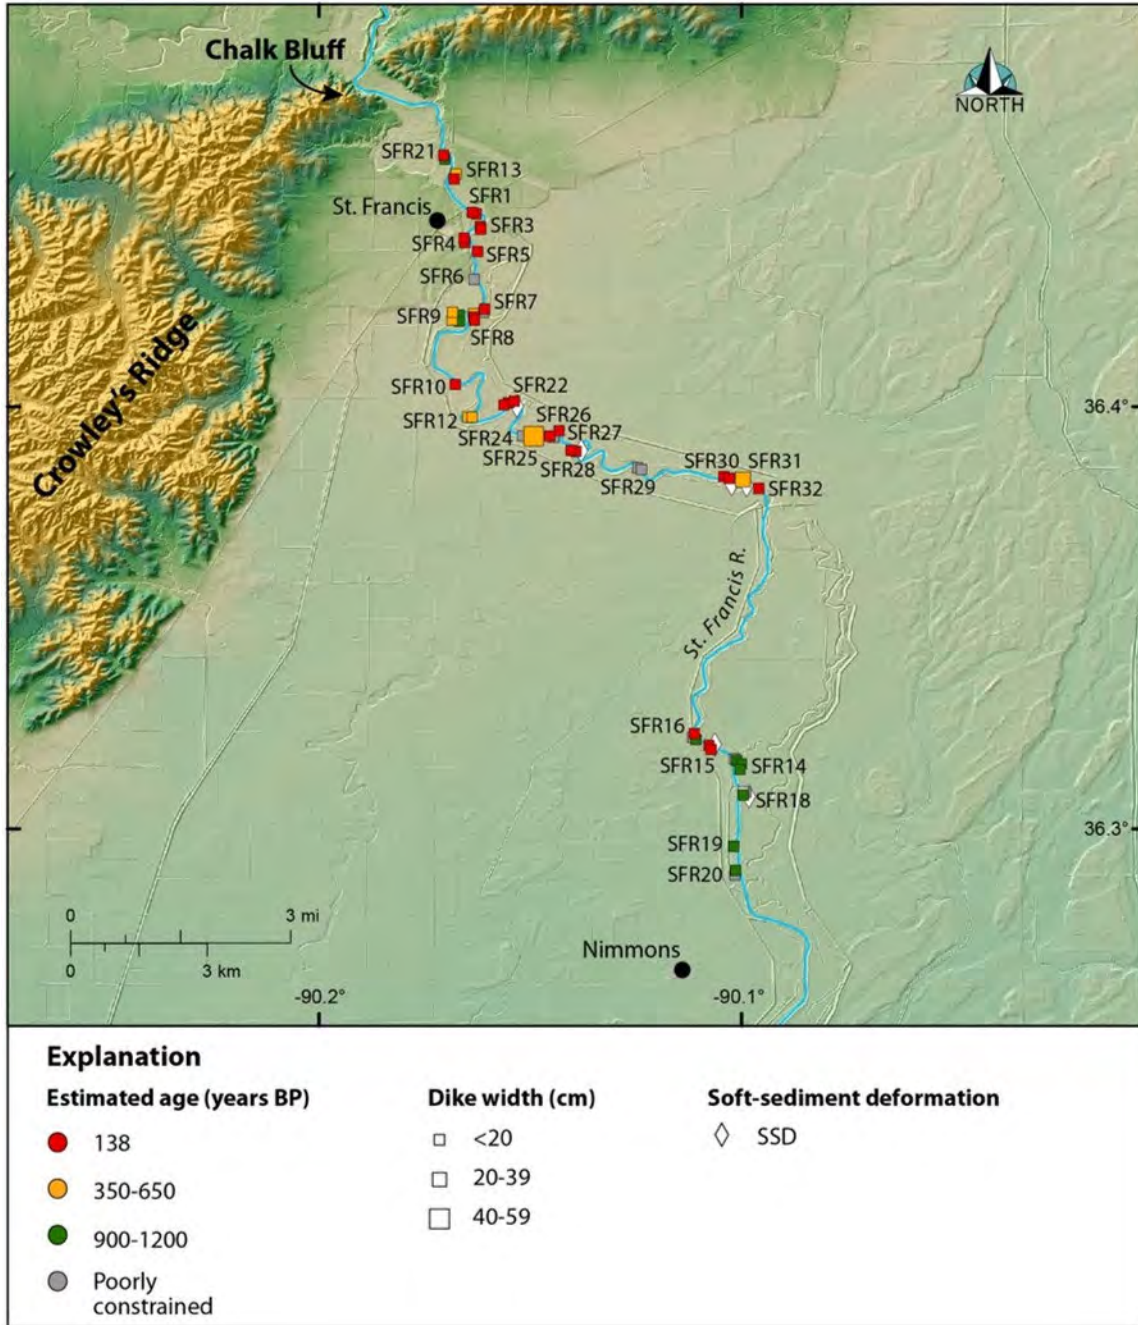 Chalk Bluff
NORTH
SFR21
SFR13
SFR1
St. Francis
SFR3
SFR4
SFR5
SFR6
SFR7
SFR9
SFR8
SFR10
SFR22
SFR12
SFR26
36.4°
SFR24
SFR27
SFR25
SFR28
SFR30
SFR31
SFR29
SFR32
Crowley's Ridge
St. Francis R.
SFR16
SFR15
SFR14
SFR18
36.3°
SFR19
SFR20
0 3 mi
0 3 km
Nimmons
-90.2°
-90.1°
Explanation
Estimated age (years BP)
138
350-650
900-1200
Poorly
constrained
Dike width (cm)
<20
20-39
40-59
Soft-sediment deformation
SSD